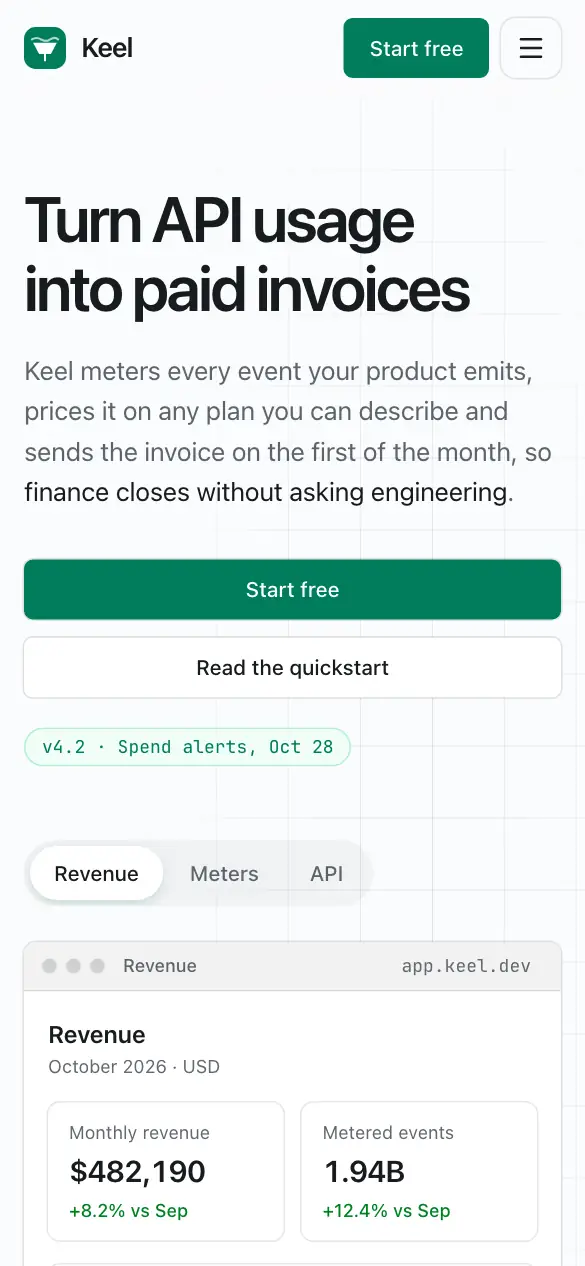 Keel
Start free
Turn API usage
into paid invoices
Keel meters every event your product emits,
prices it on any plan you can describe and
sends the invoice on the first of the month, so
finance closes without asking engineering.
Start free
Read the quickstart
v4.2 · Spend alerts, Oct 28
Revenue
Meters
API
Revenue
app.keel.dev
Revenue
October 2026 · USD
Monthly revenue
$482,190
+8.2% vs Sep
Metered events
1.94B
+12.4% vs Sep